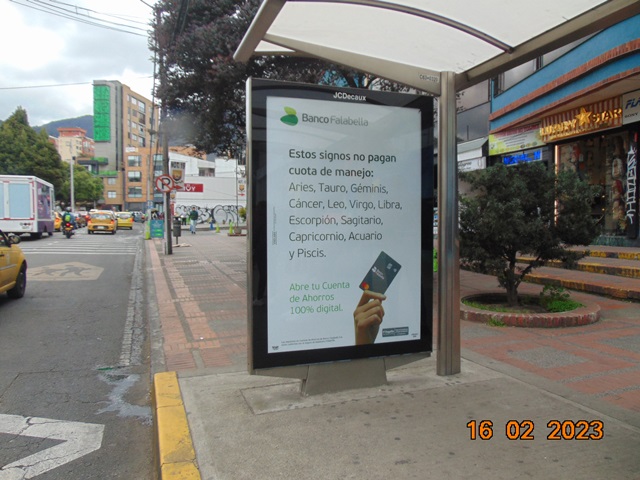 JCDecaux
Banco Falabella
Estos signos no pagan
cuota de manejo:
Aries, Tauro, Géminis,
Cáncer, Leo, Virgo, Libra,
Escorpión, Sagitario,
Capricornio, Acuario
y Piscis.
Abre tu Cuenta
de Ahorros
100% digital.
STAR
16 02 2023